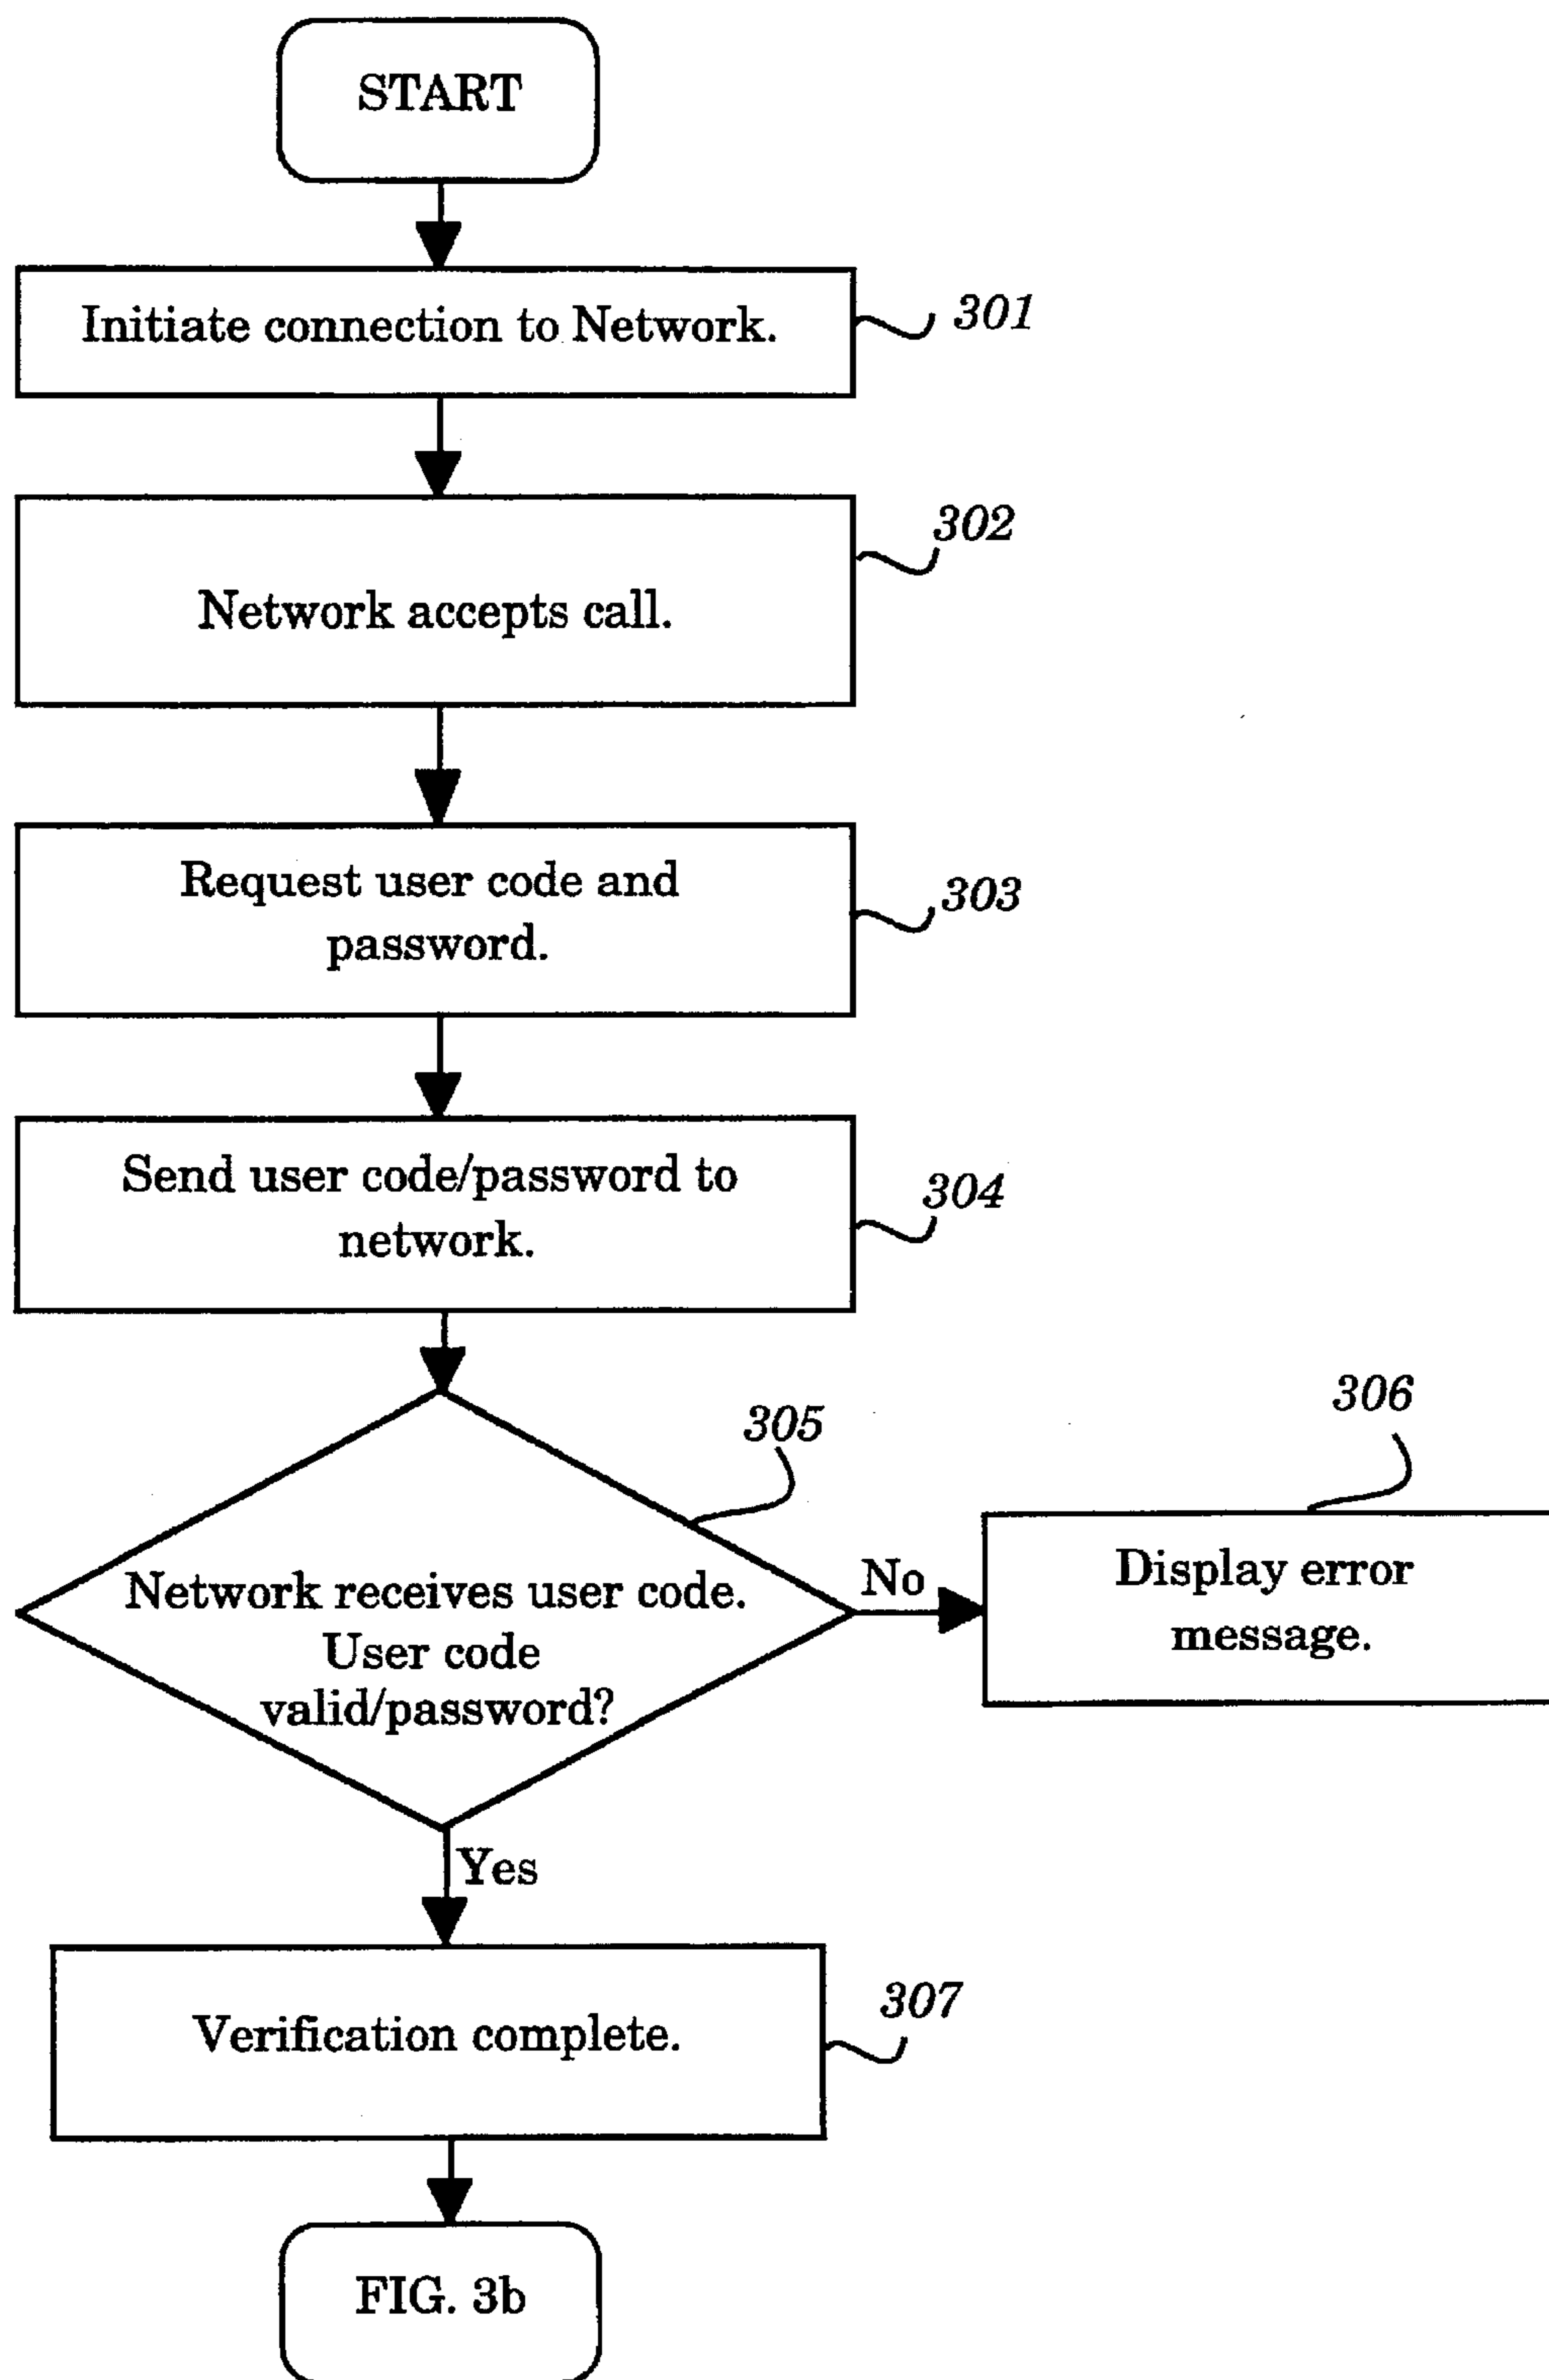 START
Initiate connection to Network.
301
302
Network accepts call.
Request user code and
password.
303
Send user code/password to
network.
304
305
306
Network receives user code.
User code
valid/password?
No
Display error
message.
Yes
Verification complete.
307
FIG. 3b